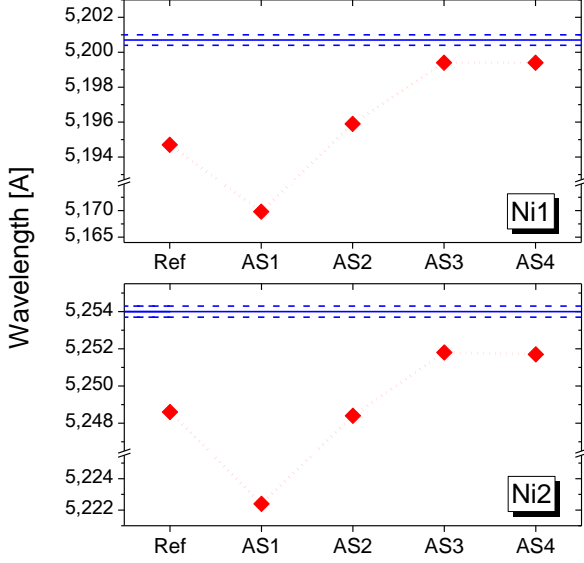 Wavelength [A]
5,202
5,200
5,198
5,196
5,194
5,170
5,165
Ni1
Ref AS1 AS2 AS3 AS4
5,254
5,252
5,250
5,248
5,224
5,222
Ni2
Ref AS1 AS2 AS3 AS4